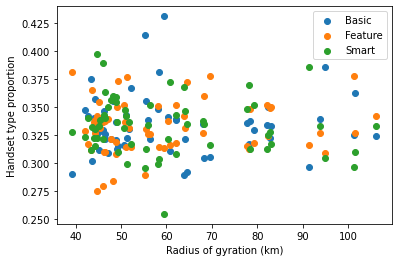 Handset type proportion
0.425
0.400
0.375
0.350
0.325
0.300
0.275
0.250
Basic
Feature
Smart
40 50 60 70 80 90 100
Radius of gyration (km)